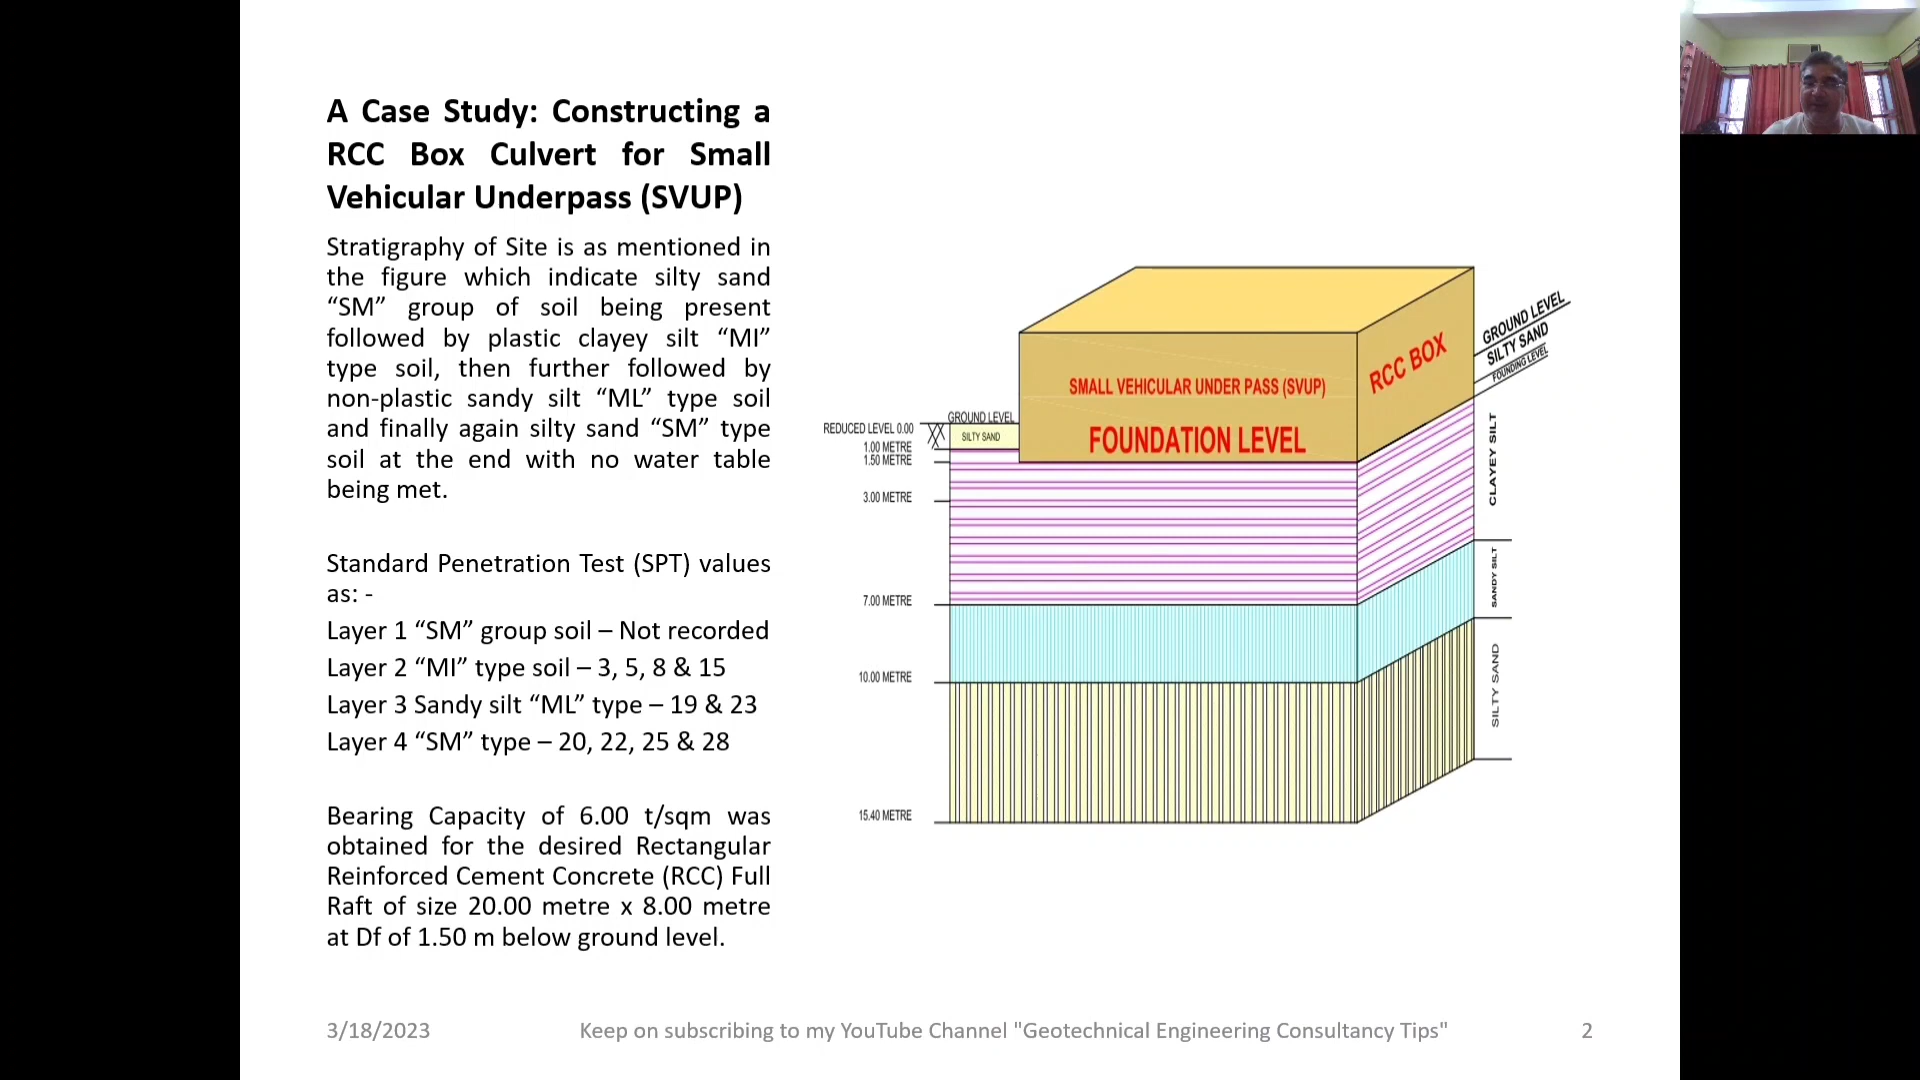 A Case Study: Constructing a
RCC Box Culvert for Small
Vehicular Underpass (SVUP)
Stratigraphy of Site is as mentioned in
the figure which indicate silty sand
“SM” group of soil being present
followed by plastic clayey silt “MI”
type soil, then further followed by
non-plastic sandy silt “ML” type soil
and finally again silty sand “SM” type
soil at the end with no water table
being met.
Standard Penetration Test (SPT) values
as: -
Layer 1 “SM” group soil – Not recorded
Layer 2 “MI” type soil – 3, 5, 8 & 15
Layer 3 Sandy silt “ML” type – 19 & 23
Layer 4 “SM” type – 20, 22, 25 & 28
Bearing Capacity of 6.00 t/sqm was
obtained for the desired Rectangular
Reinforced Cement Concrete (RCC) Full
Raft of size 20.00 metre x 8.00 metre
at Df of 1.50 m below ground level.
SMALL VEHICULAR UNDER PASS (SVUP)
FOUNDATION LEVEL
RCC BOX
GROUND LEVEL
SILTY SAND
FOUNDING LEVEL
GROUND LEVEL
REDUCED LEVEL 0.00
SILTY SAND
1.00 METRE
1.50 METRE
3.00 METRE
7.00 METRE
10.00 METRE
15.40 METRE
CLAYEY SILT
SANDY SILT
SILTY SAND
3/18/2023
Keep on subscribing to my YouTube Channel "Geotechnical Engineering Consultancy Tips"
2